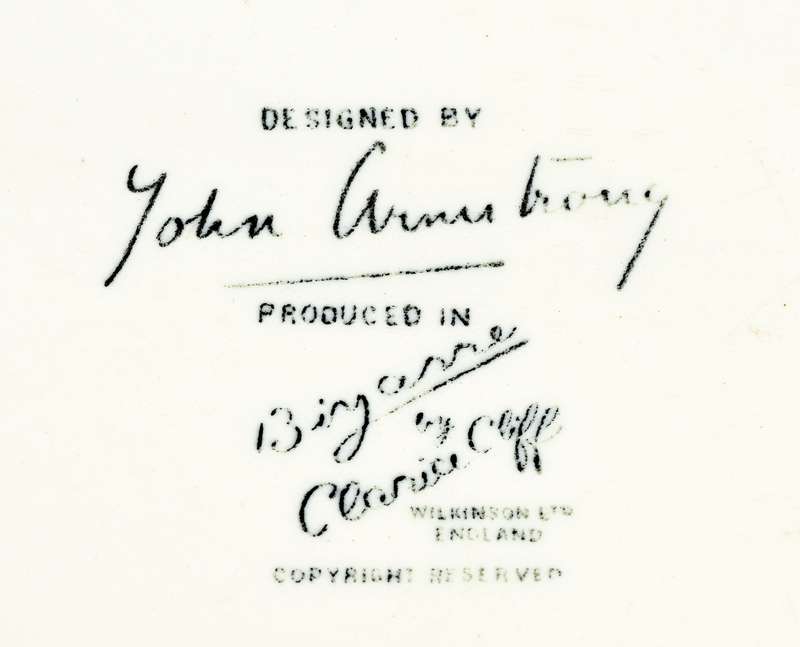 DESIGNED BY
John Armstrong
PRODUCED IN
Bizarre
by
Clarice Cliff
WILKINSON LTD
ENGLAND
COPYRIGHT RESERVED